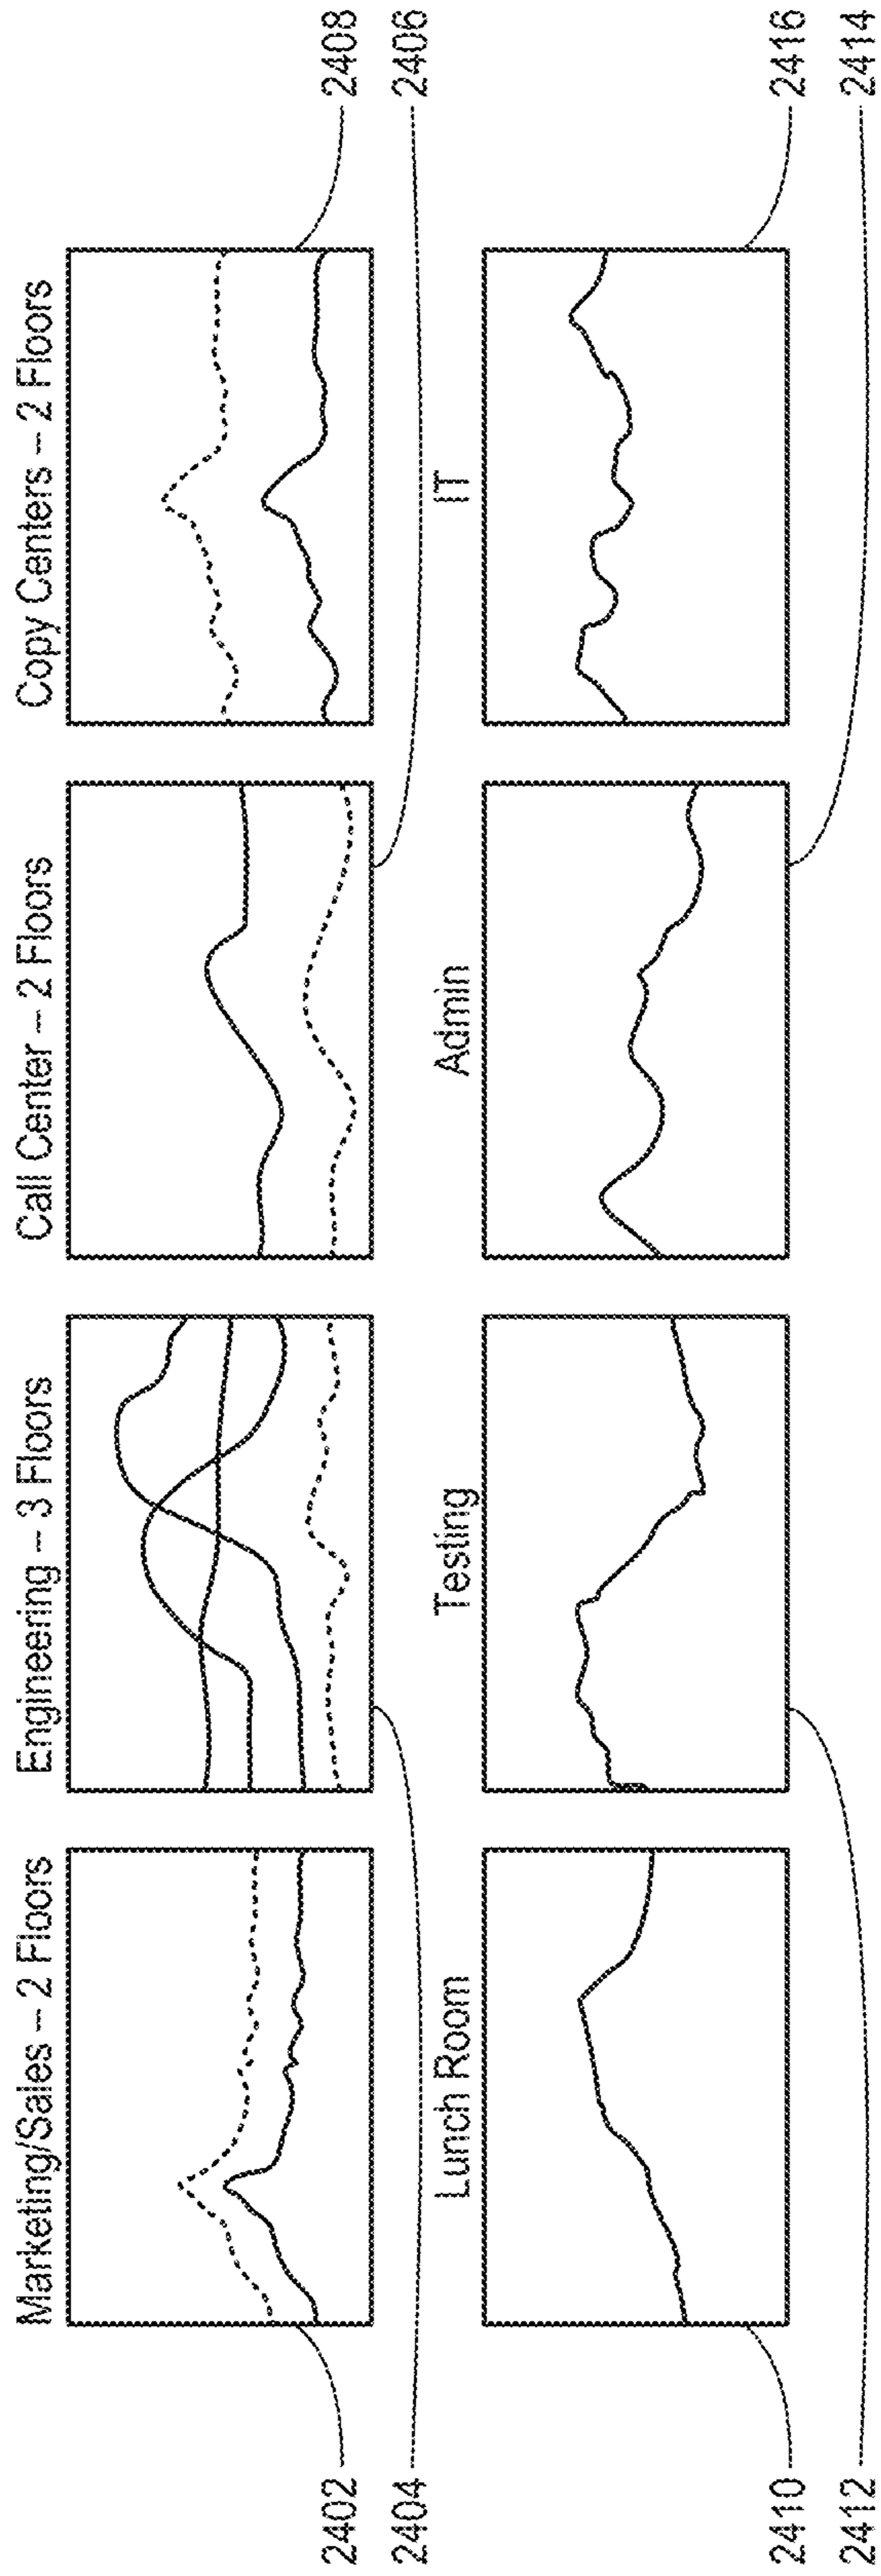 Marketing/Sales – 2 Floors
Engineering – 3 Floors
Call Center – 2 Floors
Copy Centers – 2 Floors
2402
2404
2408
2406
Lunch Room
Testing
Admin
IT
2410
2412
2416
2414